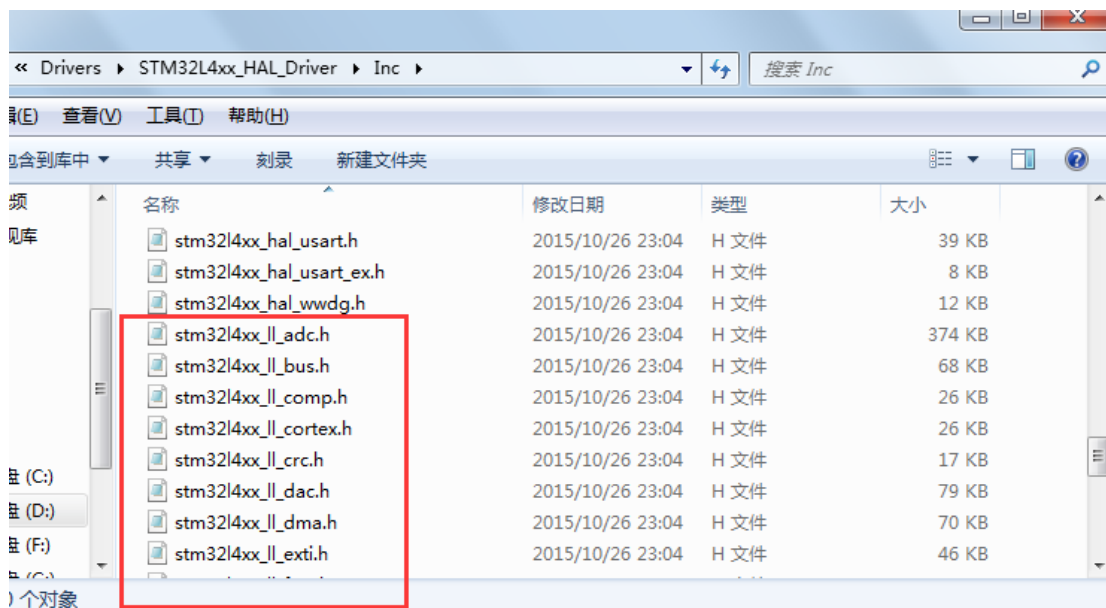 « Drivers ▸ STM32L4xx_HAL_Driver ▸ Inc ▸ 搜索 Inc
(E) 查看(V) 工具(T) 帮助(H)
包含到库中 ▼ 共享 ▼ 刻录 新建文件夹
频 名称 修改日期 类型 大小
现库 stm32l4xx_hal_usart.h 2015/10/26 23:04 H 文件 39 KB
stm32l4xx_hal_usart_ex.h 2015/10/26 23:04 H 文件 8 KB
stm32l4xx_hal_wwdg.h 2015/10/26 23:04 H 文件 12 KB
stm32l4xx_ll_adc.h 2015/10/26 23:04 H 文件 374 KB
stm32l4xx_ll_bus.h 2015/10/26 23:04 H 文件 68 KB
stm32l4xx_ll_comp.h 2015/10/26 23:04 H 文件 26 KB
stm32l4xx_ll_cortex.h 2015/10/26 23:04 H 文件 26 KB
stm32l4xx_ll_crc.h 2015/10/26 23:04 H 文件 17 KB
盘 (C:)
stm32l4xx_ll_dac.h 2015/10/26 23:04 H 文件 79 KB
盘 (D:)
stm32l4xx_ll_dma.h 2015/10/26 23:04 H 文件 70 KB
盘 (F:)
stm32l4xx_ll_exti.h 2015/10/26 23:04 H 文件 46 KB
个对象